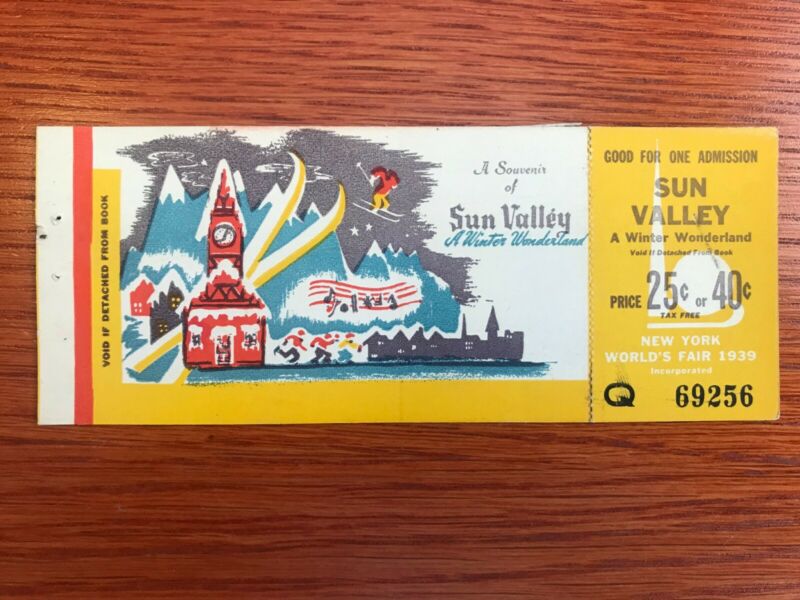 VOID IF DETACHED FROM BOOK
A Souvenir
of
Sun Valley
A Winter Wonderland
GOOD FOR ONE ADMISSION
SUN
VALLEY
A Winter Wonderland
Void If Detached From Book
PRICE 25¢ or 40¢
TAX FREE
NEW YORK
WORLD'S FAIR 1939
Incorporated
Q 69256